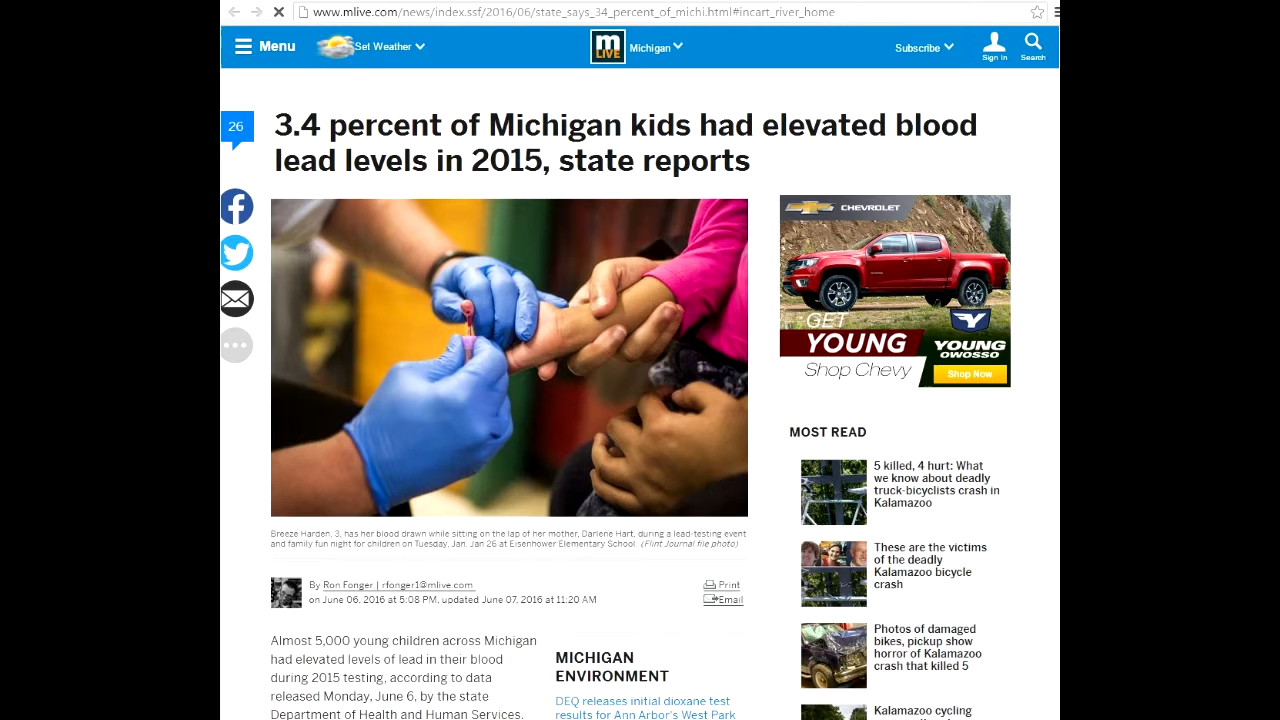 www.mlive.com/news/index.ssf/2016/06/state_says_34_percent_of_michi.html#incart_river_home
Menu
Set Weather
m
LIVE
Michigan
Subscribe
Sign In
Search
26
3.4 percent of Michigan kids had elevated blood
lead levels in 2015, state reports
CHEVROLET
GET
YOUNG
Shop Chevy
YOUNG
OWOSSO
Shop Now
Breeze Harden, 3, has her blood drawn while sitting on the lap of her mother, Darlene Hart, during a lead-testing event
and family fun night for children on Tuesday, Jan. Jan 26 at Eisenhower Elementary School. (Flint Journal file photo)
By Ron Fonger | rfonger1@mlive.com
on June 06, 2016 at 5:08 PM, updated June 07, 2016 at 11:20 AM
Print
Email
Almost 5,000 young children across Michigan
had elevated levels of lead in their blood
during 2015 testing, according to data
released Monday, June 6, by the state
Department of Health and Human Services.
MICHIGAN
ENVIRONMENT
DEQ releases initial dioxane test
results for Ann Arbor's West Park
MOST READ
5 killed, 4 hurt: What
we know about deadly
truck-bicyclists crash in
Kalamazoo
These are the victims
of the deadly
Kalamazoo bicycle
crash
Photos of damaged
bikes, pickup show
horror of Kalamazoo
crash that killed 5
Kalamazoo cycling